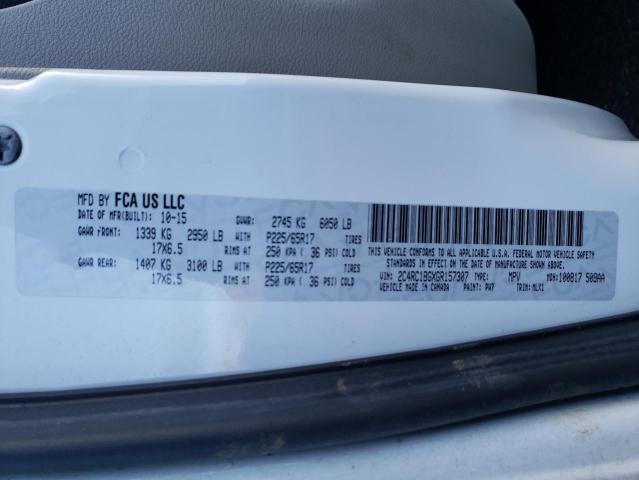 MFD BY FCA US LLC
DATE OF MFR(BUILT): 10-15 GVWR: 2745 KG 6050 LB
GAWR FRONT: 1339 KG 2950 LB WITH P225/65R17 TIRES
17X6.5 RIMS AT 250 KPA ( 36 PSI) COLD
GAWR REAR: 1407 KG 3100 LB WITH P225/65R17 TIRES
17X6.5 RIMS AT 250 KPA ( 36 PSI) COLD
THIS VEHICLE CONFORMS TO ALL APPLICABLE U.S.A. FEDERAL MOTOR VEHICLE SAFETY
STANDARDS IN EFFECT ON THE DATE OF MANUFACTURE SHOWN ABOVE.
VIN: 2C4RC1BGXGR157307 TYPE: MPV MDH: 100817 509AA
VEHICLE MADE IN CANADA PAINT: PW7 TRIM: MLX1